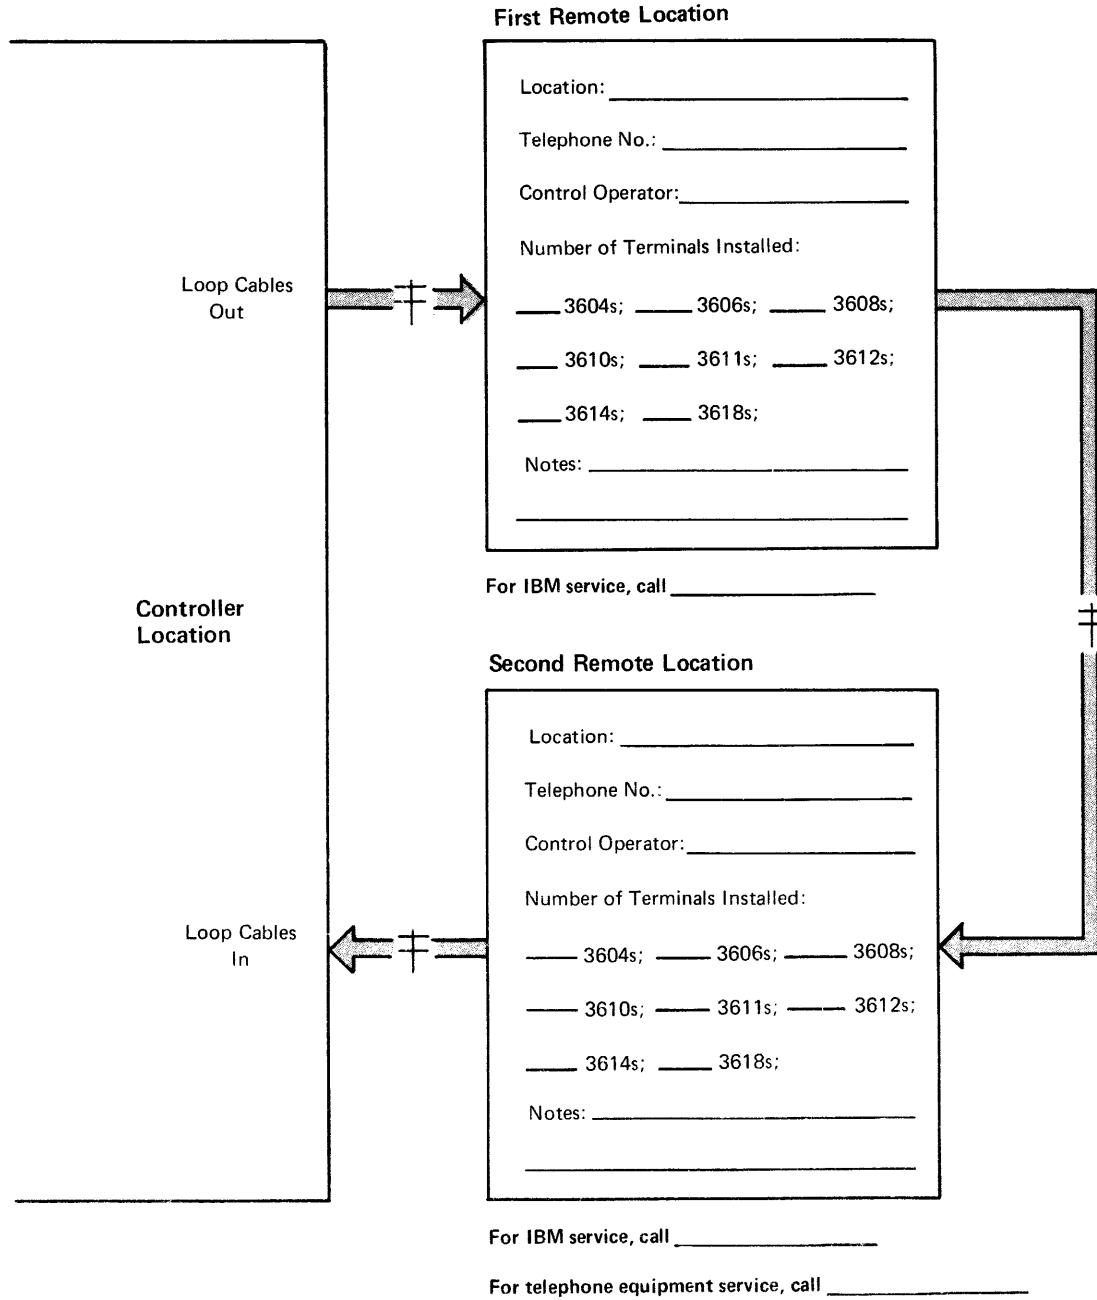 First Remote Location
Location:
Telephone No.:
Control Operator:
Number of Terminals Installed:
3604s; 3606s; 3608s;
3610s; 3611s; 3612s;
3614s; 3618s;
Notes:
For IBM service, call
Loop Cables
Out
Controller
Location
Second Remote Location
Location:
Telephone No.:
Control Operator:
Number of Terminals Installed:
3604s; 3606s; 3608s;
3610s; 3611s; 3612s;
3614s; 3618s;
Notes:
Loop Cables
In
For IBM service, call
For telephone equipment service, call